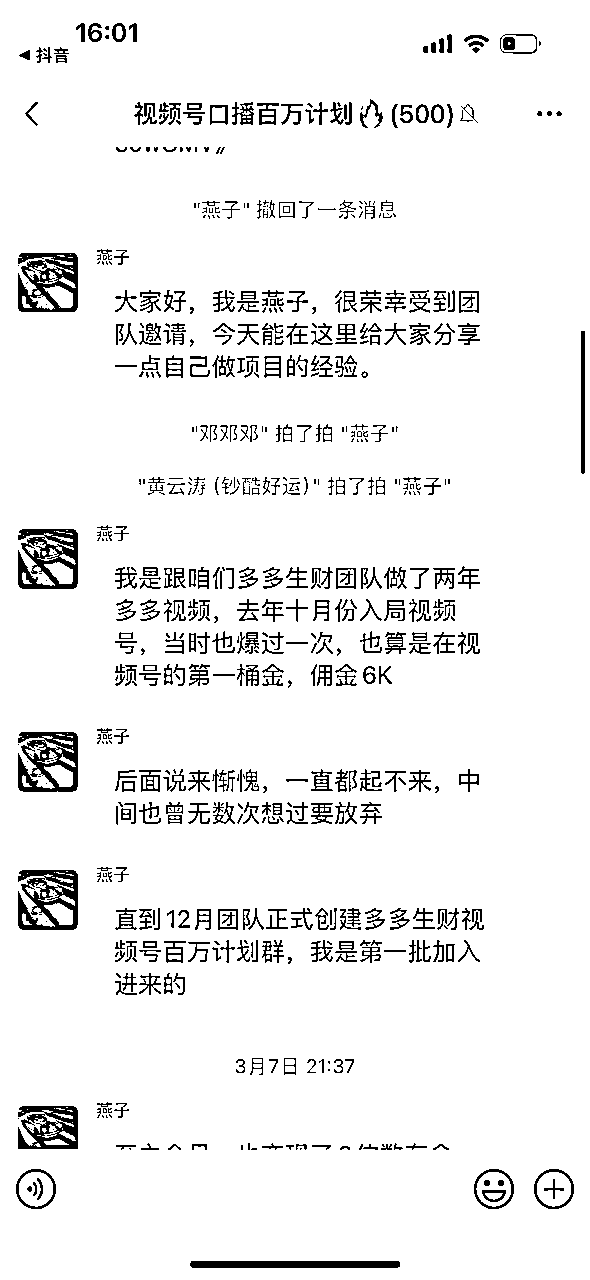 16:01
◀ 抖音
视频号口播百万计划🔥(500)
"燕子" 撤回了一条消息
燕子
大家好，我是燕子，很荣幸受到团
队邀请，今天能在这里给大家分享
一点自己做项目的经验。
"邓邓邓" 拍了拍 "燕子"
"黄云涛 (钞酷好运)" 拍了拍 "燕子"
燕子
我是跟咱们多多生财团队做了两年
多多视频，去年十月份入局视频
号，当时也爆过一次，也算是在视
频号的第一桶金，佣金6K
燕子
后面说来惭愧，一直都起不来，中
间也曾无数次想过要放弃
燕子
直到12月团队正式创建多多生财视
频号百万计划群，我是第一批加入
进来的
3月7日 21:37
燕子